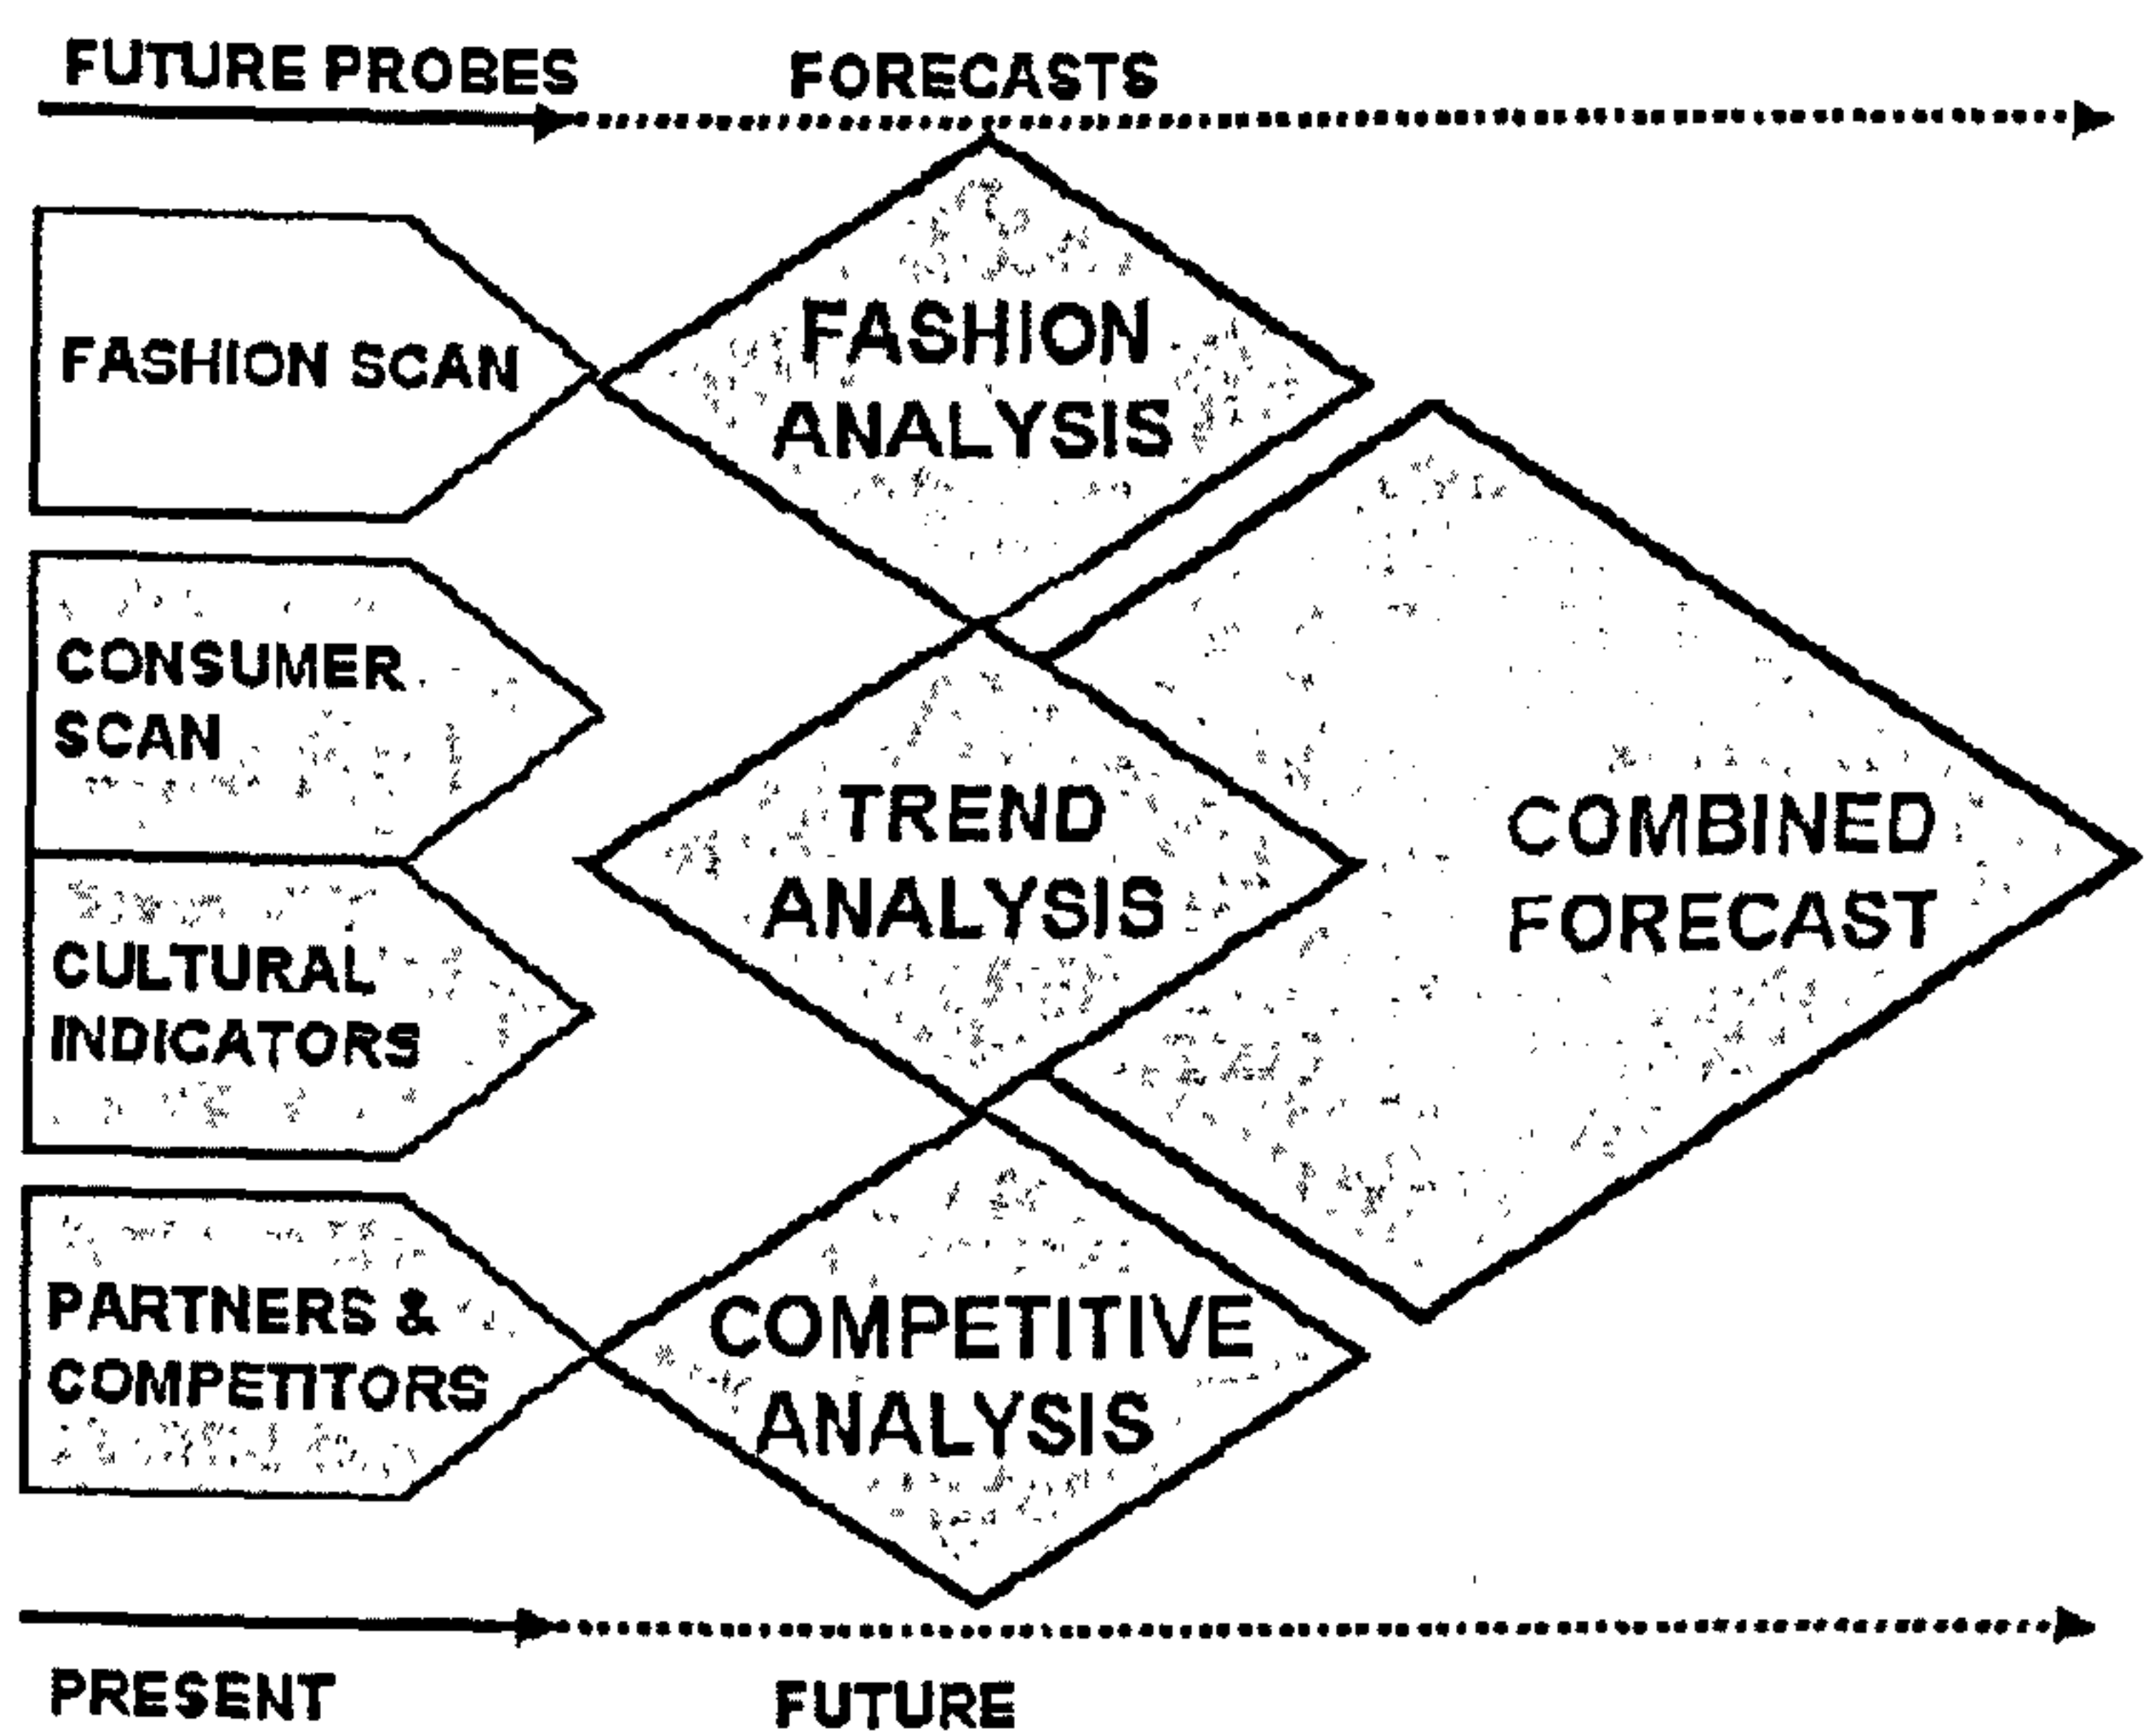 FUTURE PROBES
FORECASTS
FASHION SCAN
FASHION
ANALYSIS
CONSUMER
SCAN
TREND
ANALYSIS
COMBINED
FORECAST
CULTURAL
INDICATORS
PARTNERS &
COMPETITORS
COMPETITIVE
ANALYSIS
PRESENT
FUTURE